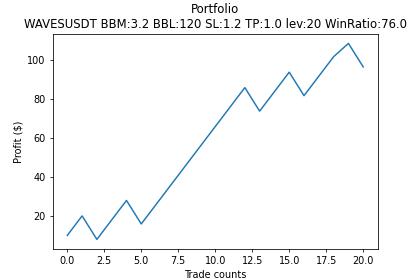 Portfolio
WAVESUSDT BBM:3.2 BBL:120 SL:1.2 TP:1.0 lev:20 WinRatio:76.0
100
80
60
40
20
Profit ($)
0.0 2.5 5.0 7.5 10.0 12.5 15.0 17.5 20.0
Trade counts